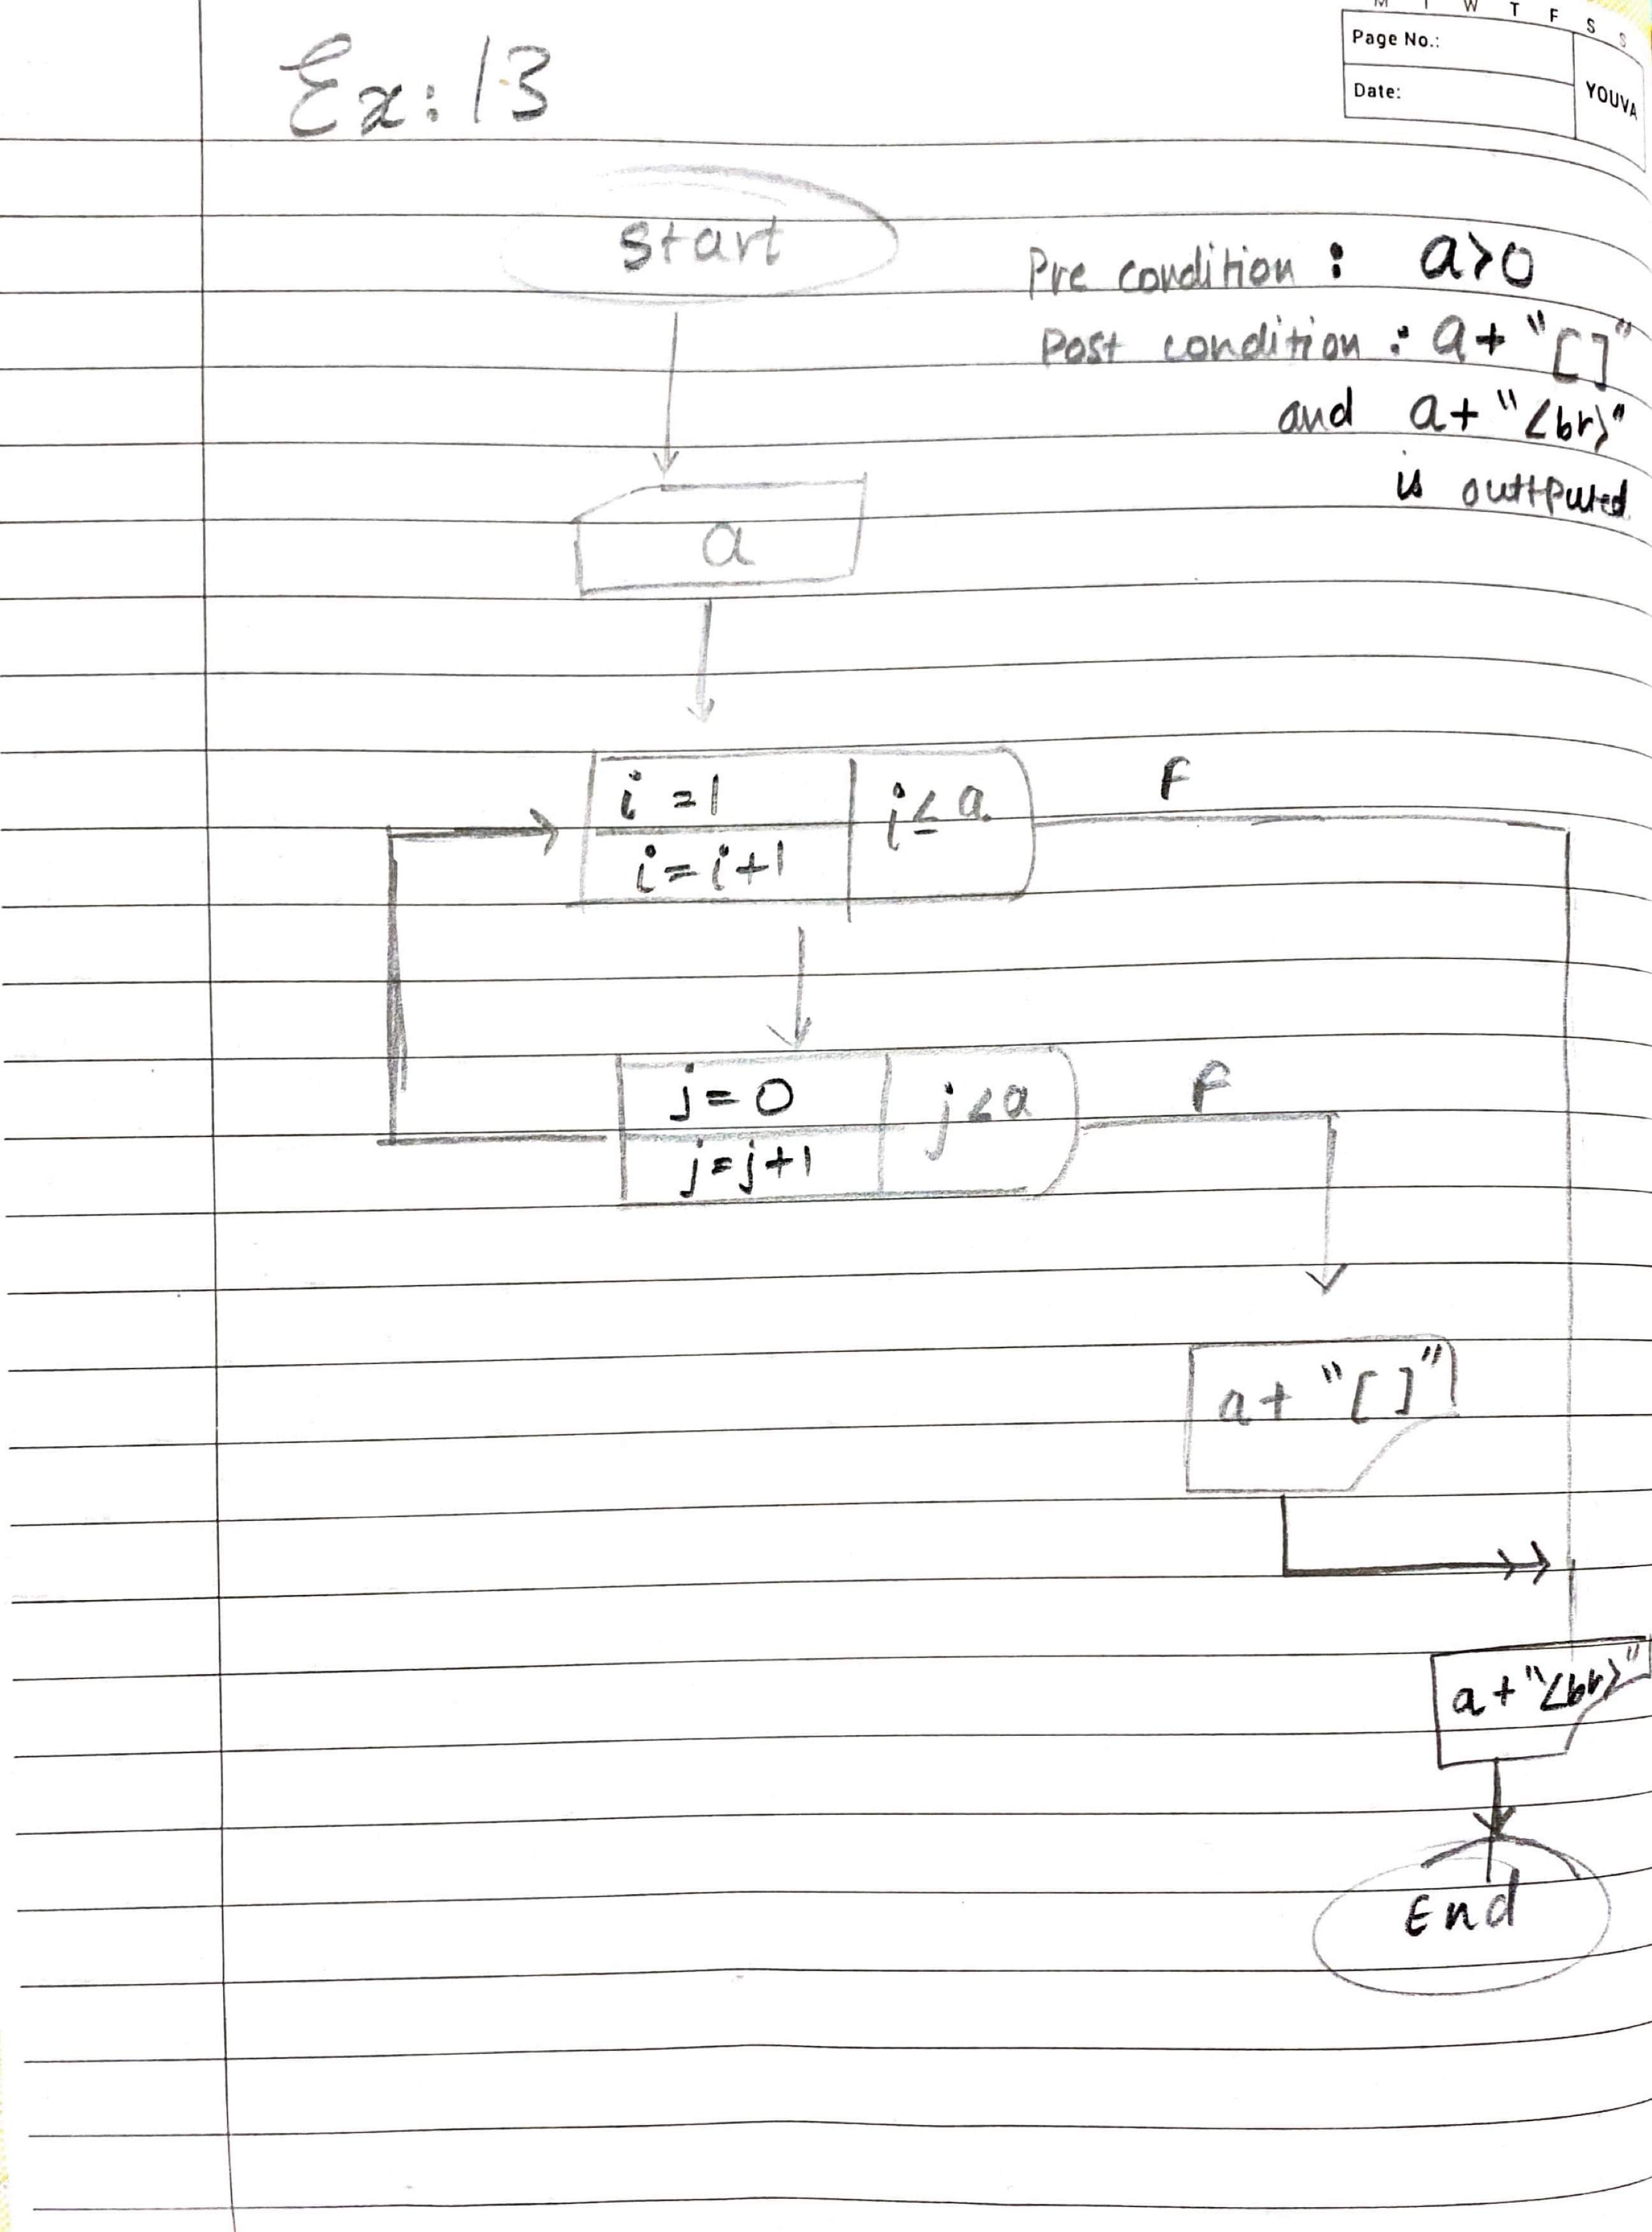 M T W T F S S
Page No.:
Date:
YOUVA
Ex: 13
start
Pre condition : a>0
Post condition : a+ "[]"
and a+ "<br>"
is outtputed
a
i =1
i=i+1
i≤a
F
j=0
j=j+1
j<a
F
a+ "[]"
a+"<br>"
End